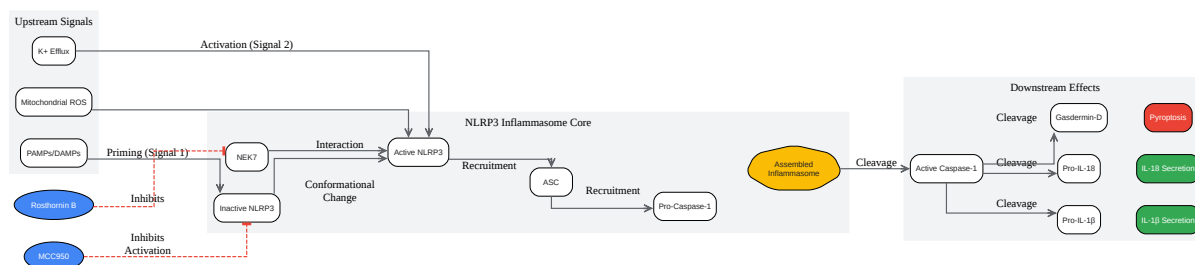 Upstream Signals
K+ Efflux
Activation (Signal 2)
Mitochondrial ROS
PAMPs/DAMPs
Priming (Signal 1)
Rosthornin B
Inhibits
MCC950
Inhibits
Activation
NLRP3 Inflammasome Core
NEK7
Interaction
Active NLRP3
Inactive NLRP3
Conformational
Change
Recruitment
ASC
Recruitment
Pro-Caspase-1
Assembled
Inflammasome
Cleavage
Downstream Effects
Active Caspase-1
Cleavage
Gasdermin-D
Pyroptosis
Cleavage
Pro-IL-18
IL-18 Secretion
Cleavage
Pro-IL-1β
IL-1β Secretion